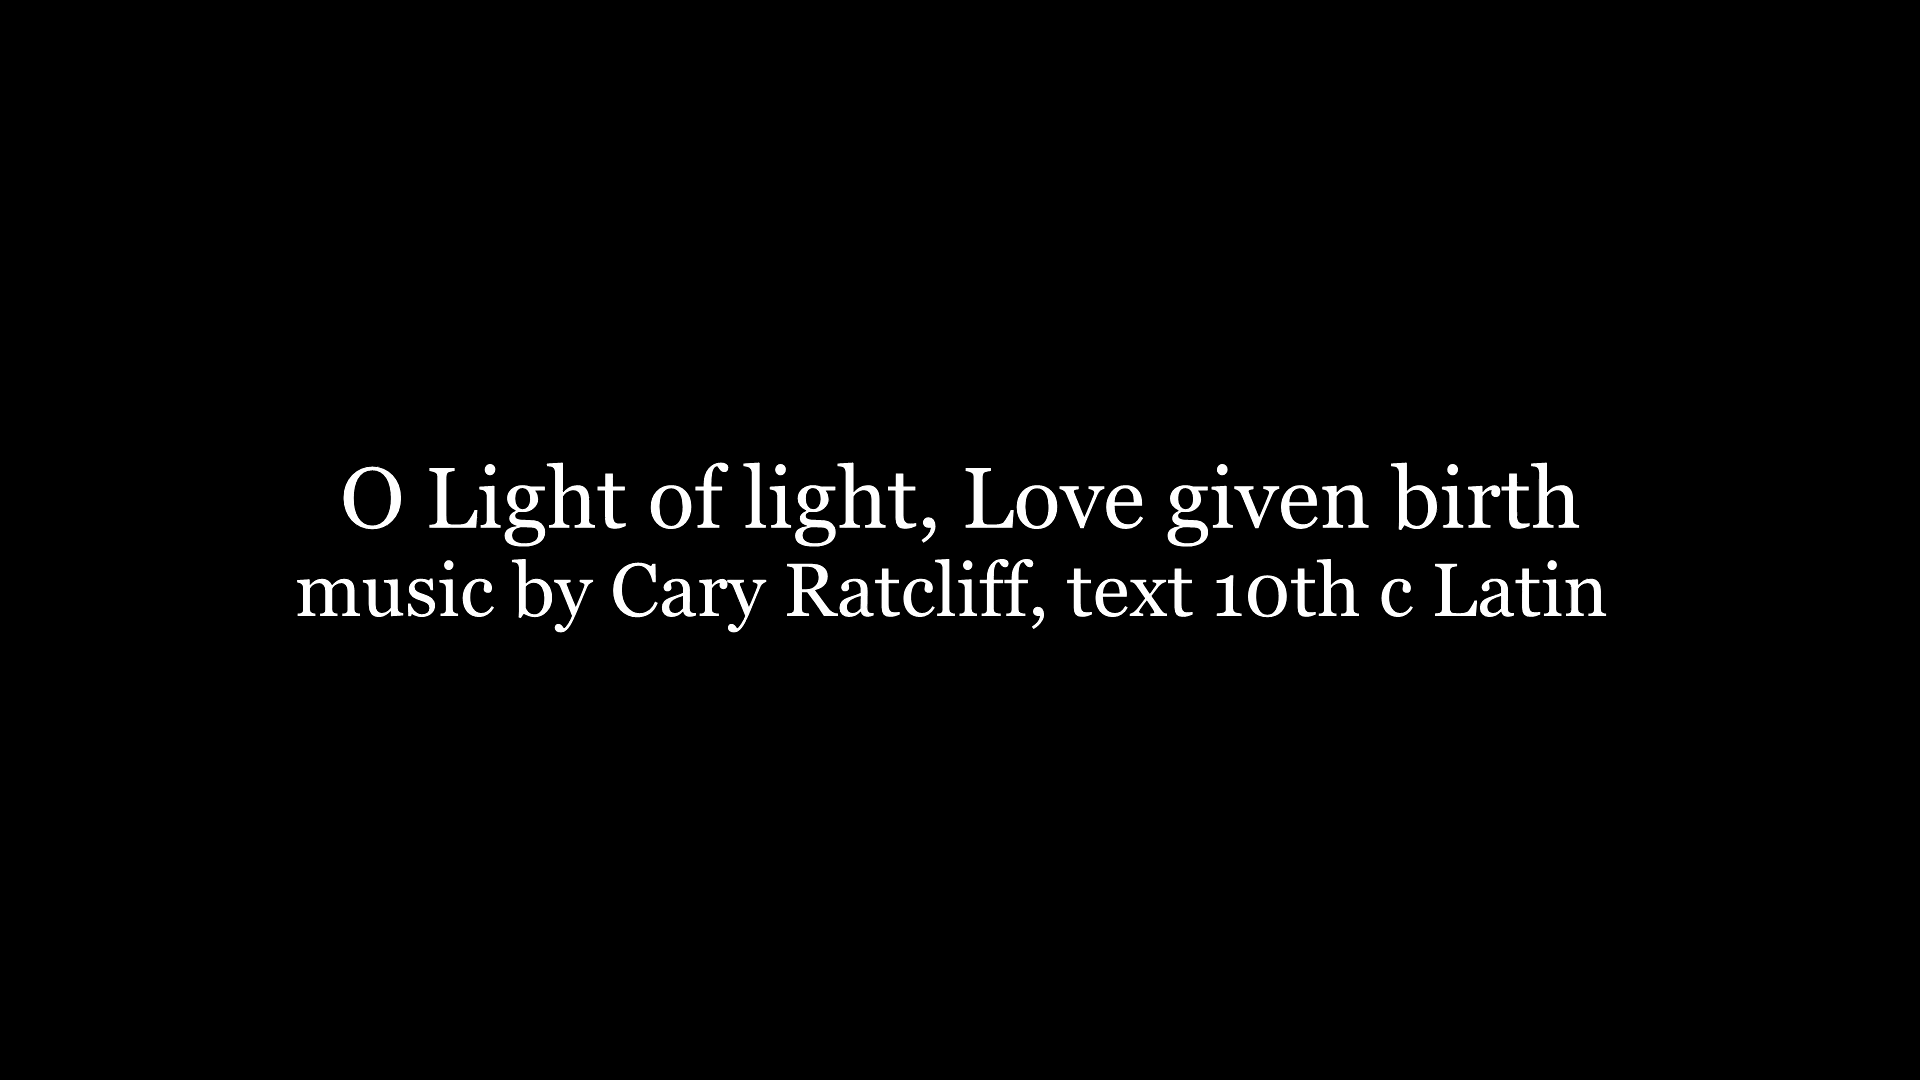 O Light of light, Love given birth
music by Cary Ratcliff, text 10th c Latin